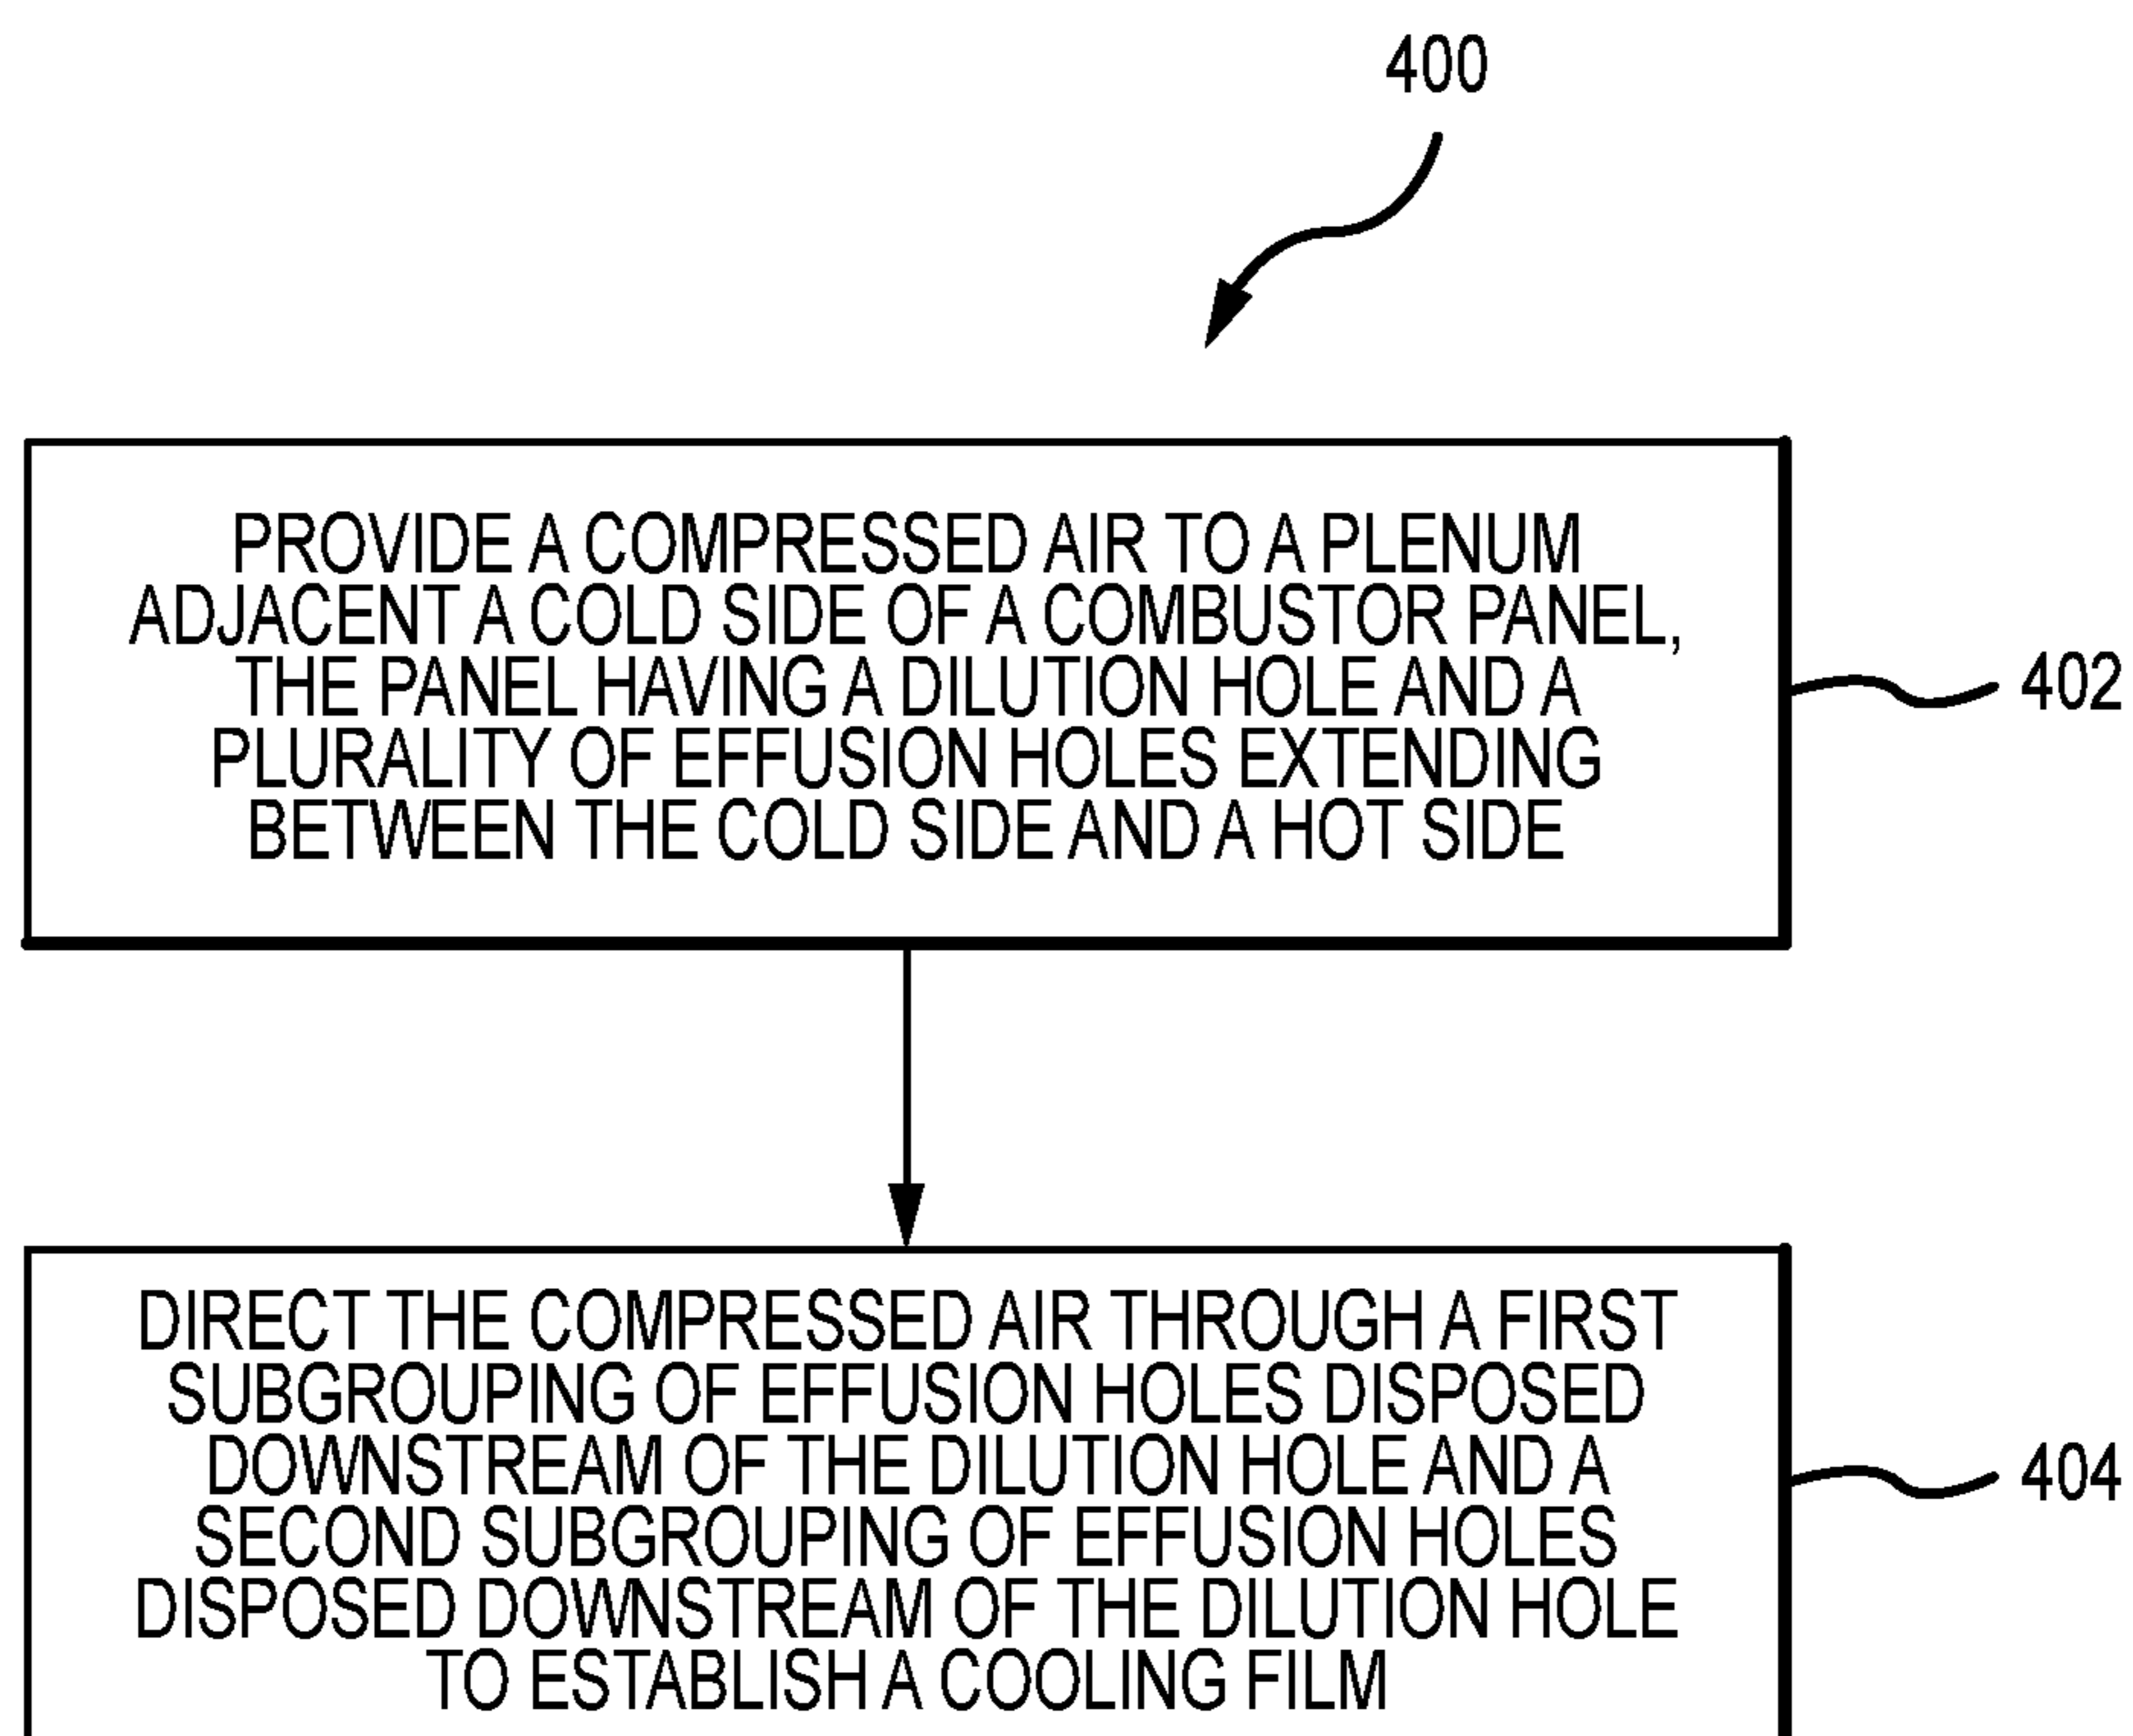 400
PROVIDE A COMPRESSED AIR TO A PLENUM
ADJACENT A COLD SIDE OF A COMBUSTOR PANEL,
THE PANEL HAVING A DILUTION HOLE AND A
PLURALITY OF EFFUSION HOLES EXTENDING
BETWEEN THE COLD SIDE AND A HOT SIDE
402
DIRECT THE COMPRESSED AIR THROUGH A FIRST
SUBGROUPING OF EFFUSION HOLES DISPOSED
DOWNSTREAM OF THE DILUTION HOLE AND A
SECOND SUBGROUPING OF EFFUSION HOLES
DISPOSED DOWNSTREAM OF THE DILUTION HOLE
TO ESTABLISH A COOLING FILM
404